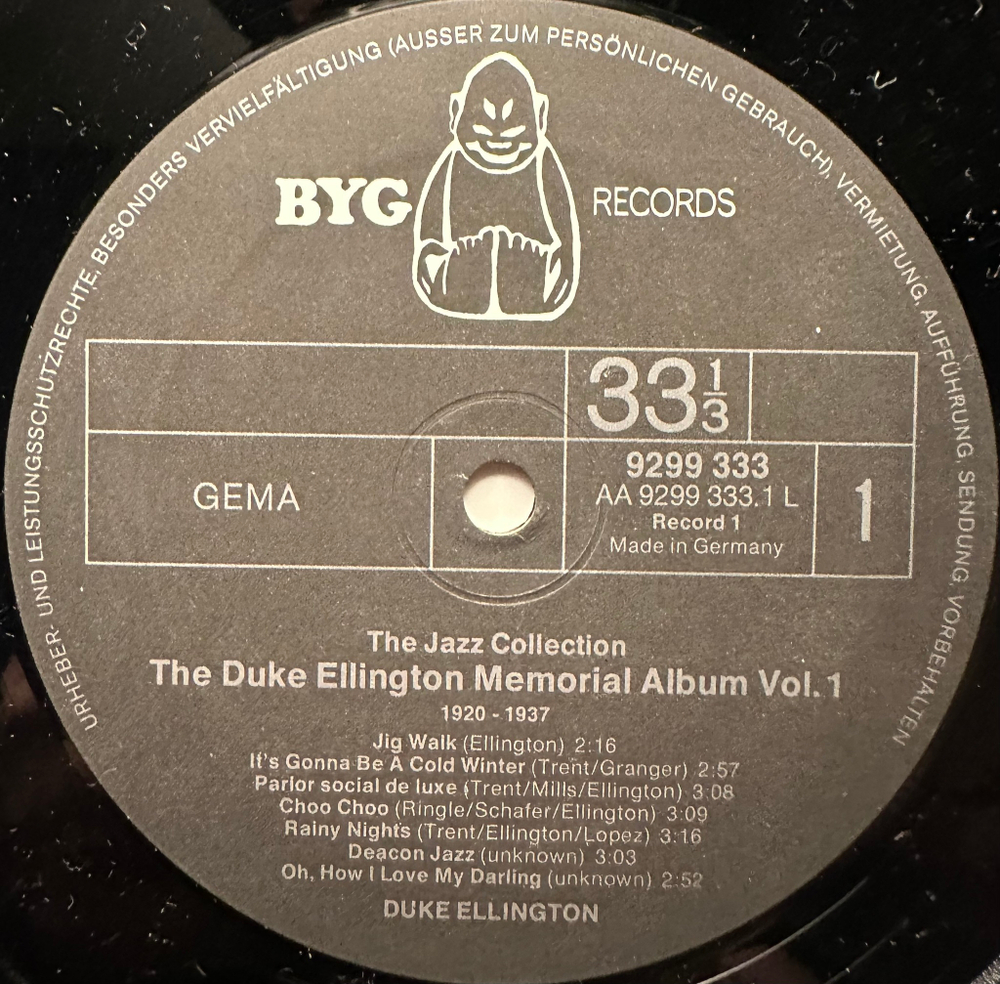 URHEBER- UND LEISTUNGSSCHUTZRECHTE, BESONDERS VERVIELFÄLTIGUNG (AUSSER ZUM PERSÖNLICHEN GEBRAUCH), VERMIETUNG, AUFFÜHRUNG, SENDUNG, VORBEHALTEN
BYG RECORDS
33 1/3
GEMA
9299 333
AA 9299 333.1 L
Record 1
Made in Germany
1
The Jazz Collection
The Duke Ellington Memorial Album Vol. 1
1920 - 1937
Jig Walk (Ellington) 2:16
It's Gonna Be A Cold Winter (Trent/Granger) 2:57
Parlor social de luxe (Trent/Mills/Ellington) 3:08
Choo Choo (Ringle/Schafer/Ellington) 3:09
Rainy Nights (Trent/Ellington/Lopez) 3:16
Deacon Jazz (unknown) 3:03
Oh, How I Love My Darling (unknown) 2:52
DUKE ELLINGTON